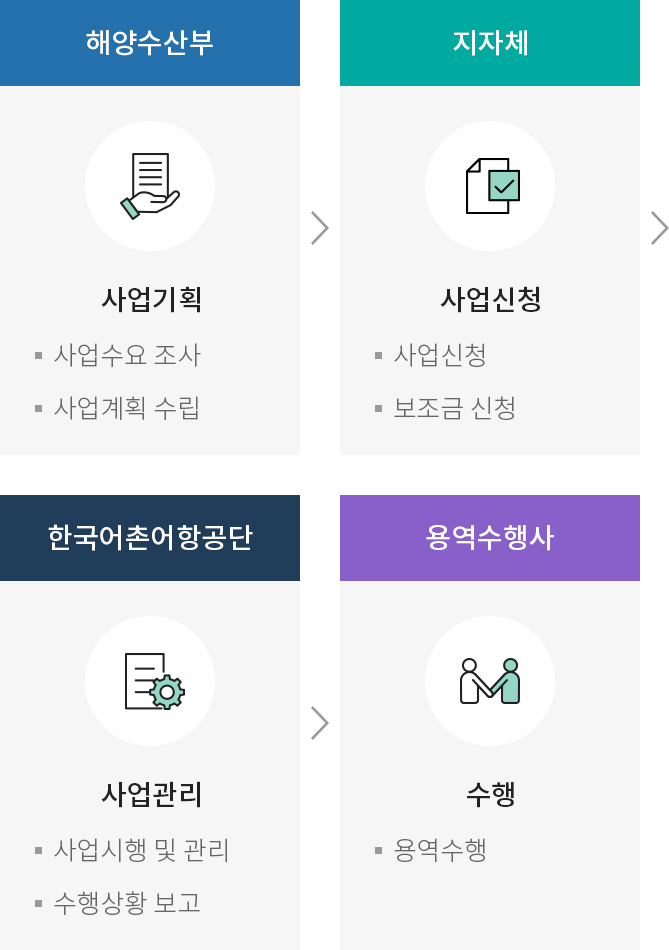 해양수산부
사업기획
사업수요 조사
사업계획 수립
지자체
사업신청
사업신청
보조금 신청
한국어촌어항공단
사업관리
사업시행 및 관리
수행상황 보고
용역수행사
수행
용역수행